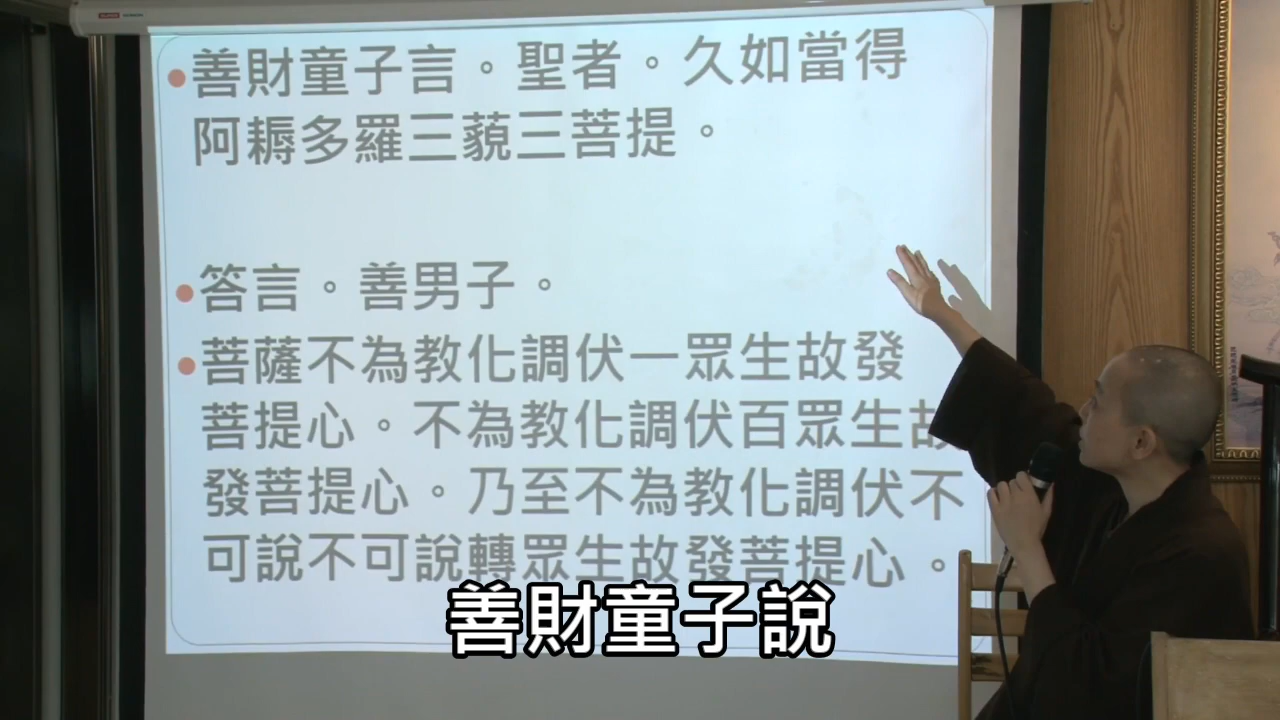 善財童子言。聖者。久如當得
阿耨多羅三藐三菩提。
答言。善男子。
菩薩不為教化調伏一眾生故發
菩提心。不為教化調伏百眾生故
發菩提心。乃至不為教化調伏不
可說不可說轉眾生故發菩提心。
善財童子說